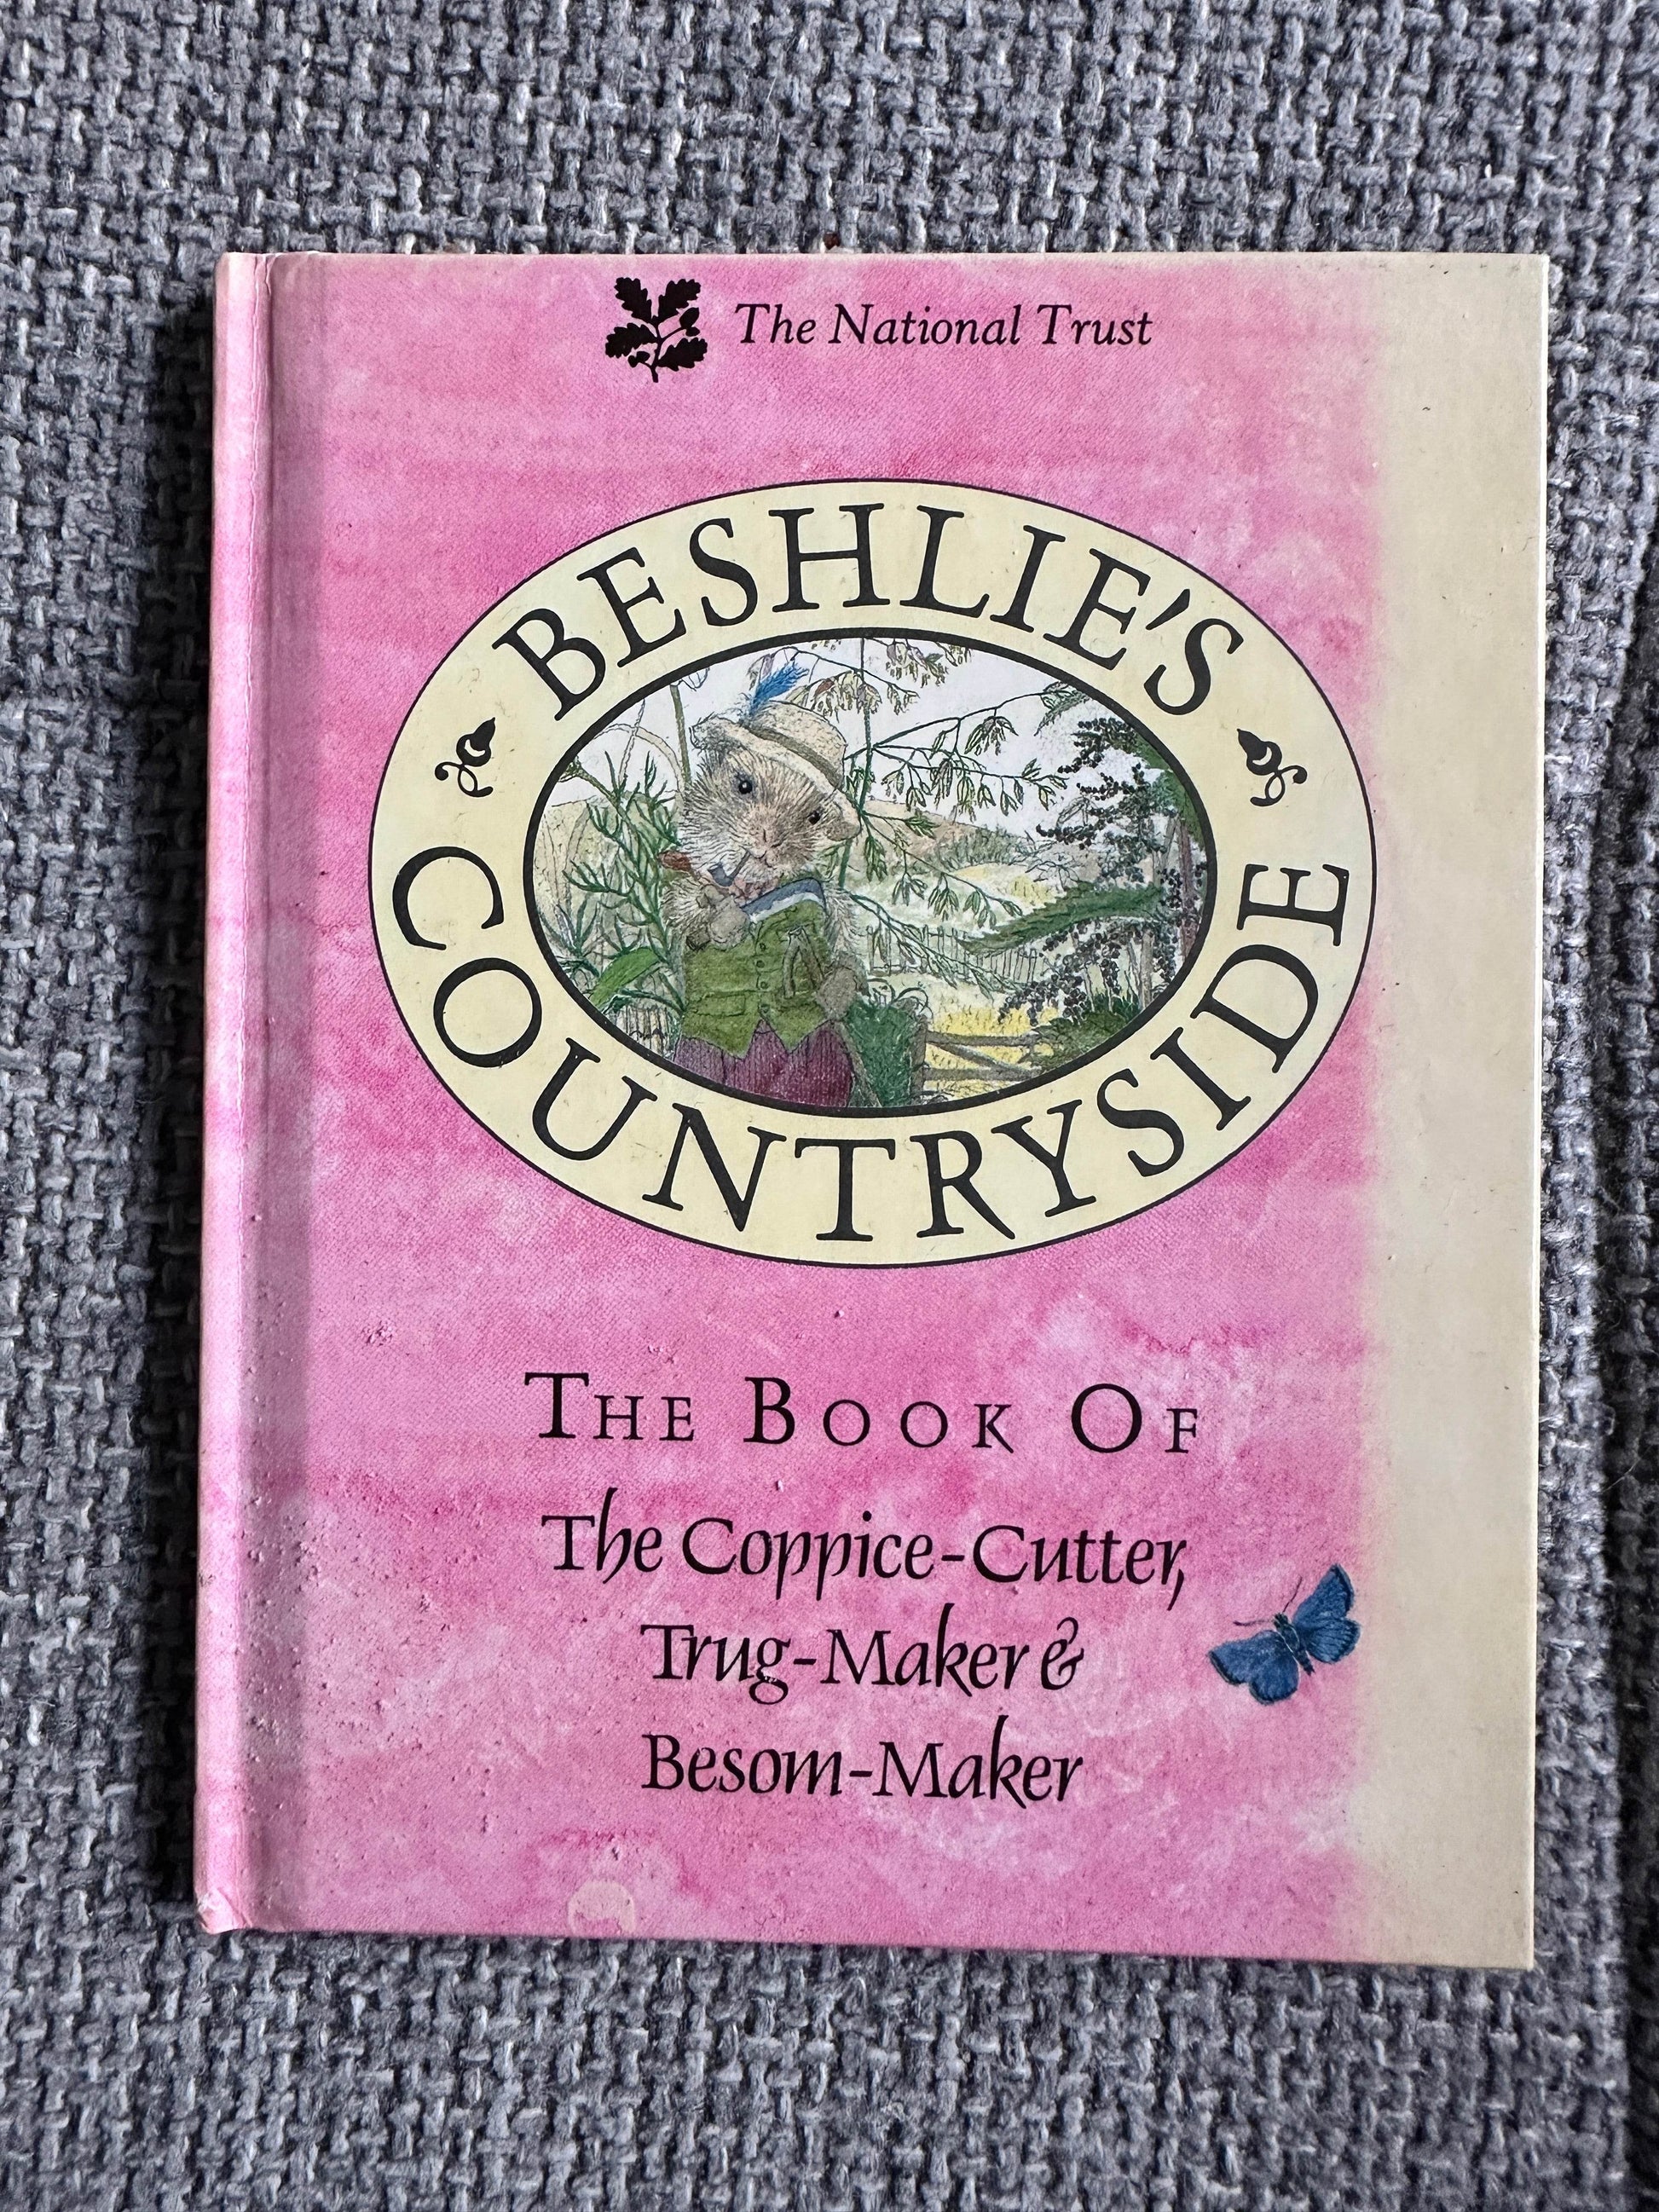 The National Trust
BESHLIE'S
COUNTRYSIDE
THE BOOK OF
The Coppice-Cutter,
Trug-Maker &
Besom-Maker